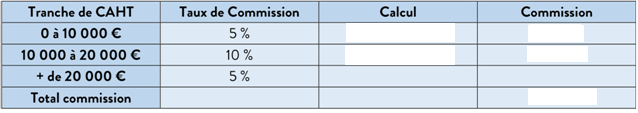 Tranche de CAHT Taux de Commission Calcul Commission
0 à 10 000 € 5 %
10 000 à 20 000 € 10 %
+ de 20 000 € 5 %
Total commission